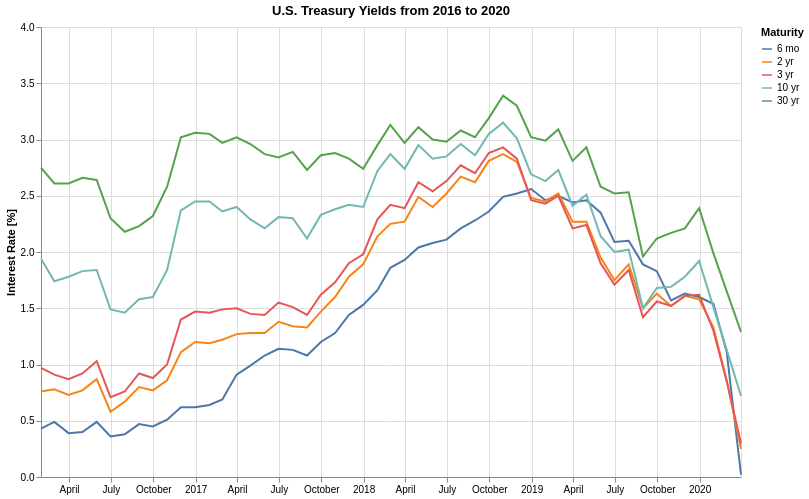 U.S. Treasury Yields from 2016 to 2020
Interest Rate [%]
4.0
3.5
3.0
2.5
2.0
1.5
1.0
0.5
0.0
April July October 2017 April July October 2018 April July October 2019 April July October 2020
Maturity
6 mo
2 yr
3 yr
10 yr
30 yr